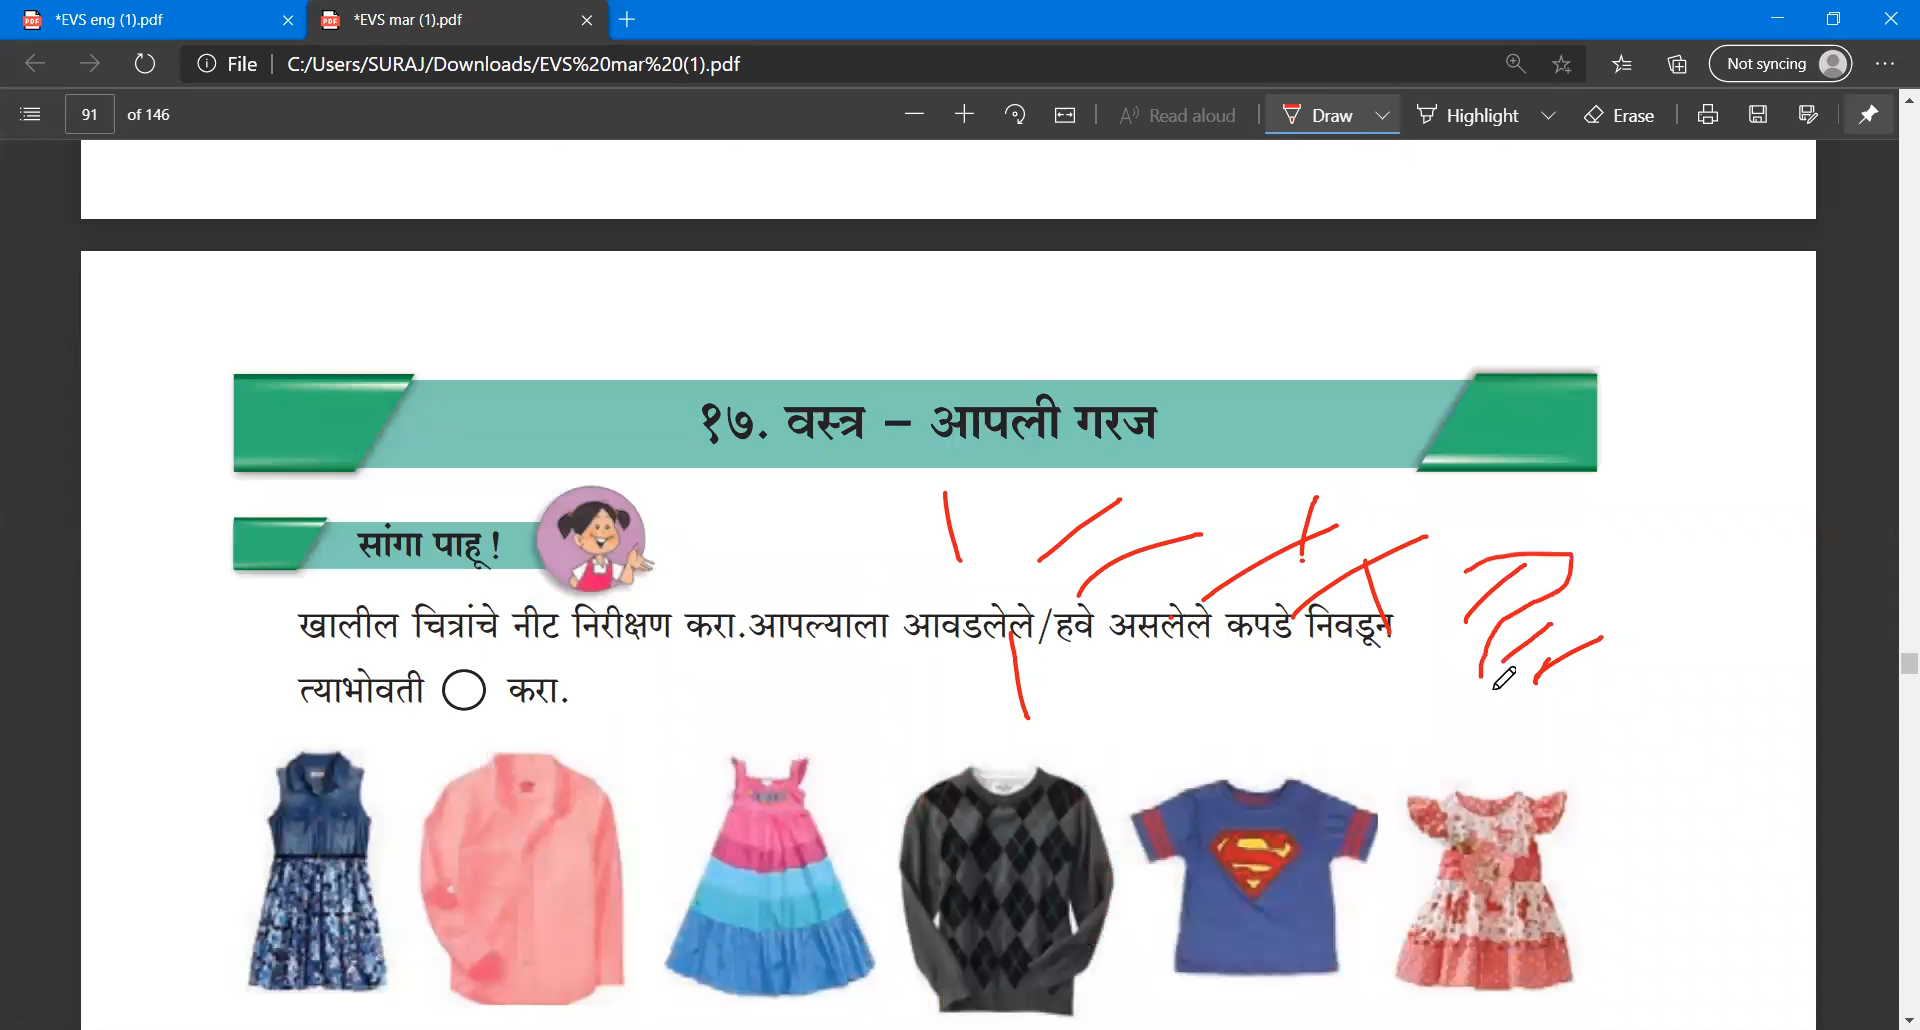 *EVS eng (1).pdf
*EVS mar (1).pdf
File
C:/Users/SURAJ/Downloads/EVS%20mar%20(1).pdf
Not syncing
91 of 146
Read aloud
Draw
Highlight
Erase
१७. वस्त्र – आपली गरज
सांगा पाहू !
खालील चित्रांचे नीट निरीक्षण करा.आपल्याला आवडलेले/हवे असलेले कपडे निवडून
त्याभोवती ◯ करा.